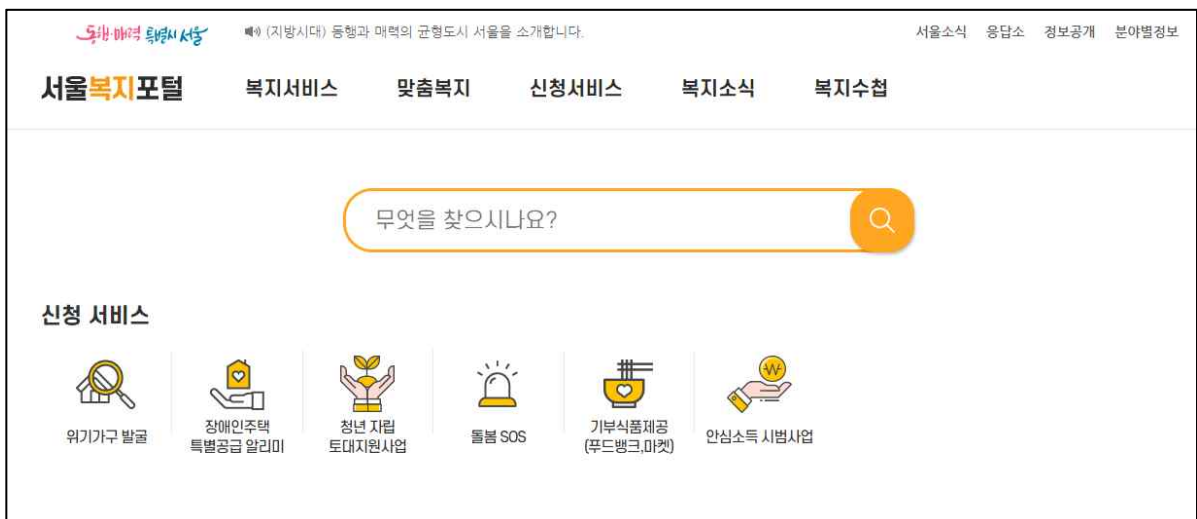 동행·매력 특별시 서울
(지방시대) 동행과 매력의 균형도시 서울을 소개합니다.
서울소식 응답소 정보공개 분야별정보
서울복지포털 복지서비스 맞춤복지 신청서비스 복지소식 복지수첩
무엇을 찾으시나요?
신청 서비스
위기가구 발굴
장애인주택
특별공급 알리미
청년 자립
토대지원사업
돌봄 SOS
기부식품제공
(푸드뱅크,마켓)
안심소득 시범사업